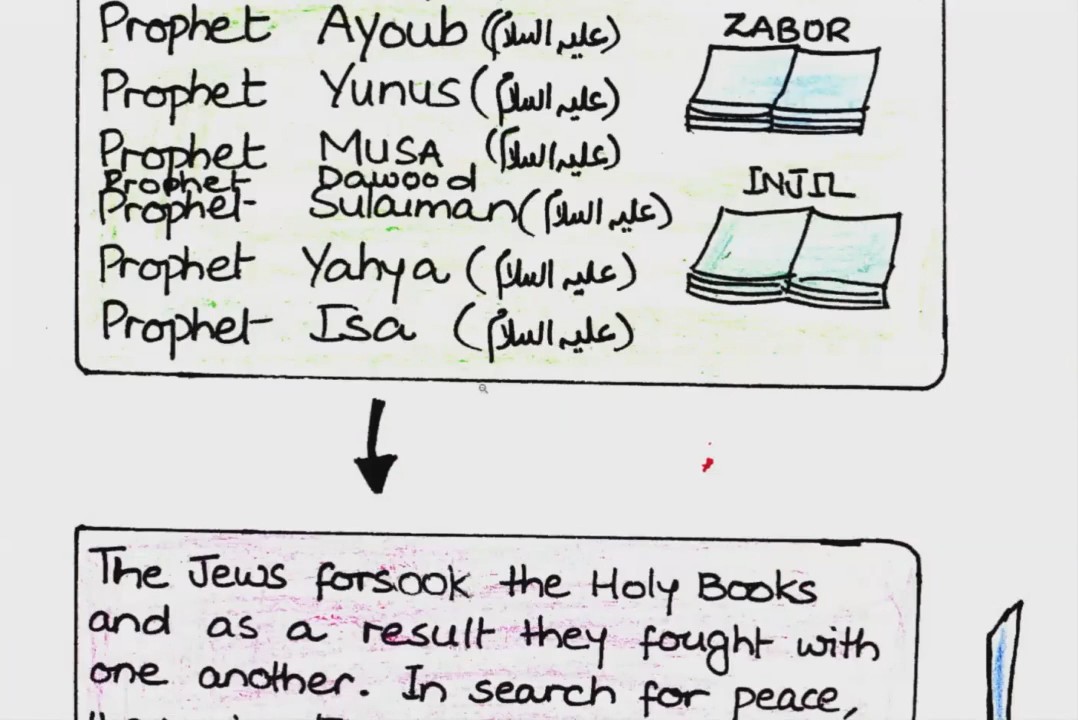 Prophet Ayoub (عليه السلام)
ZABOR
Prophet Yunus (عليه السلام)
Prophet MUSA (عليه السلام)
Prophet Dawood
INJIL
Prophet Sulaiman (عليه السلام)
Prophet Yahya (عليه السلام)
Prophet Isa (عليه السلام)
The Jews forsook the Holy Books
and as a result they fought with
one another. In search for peace,